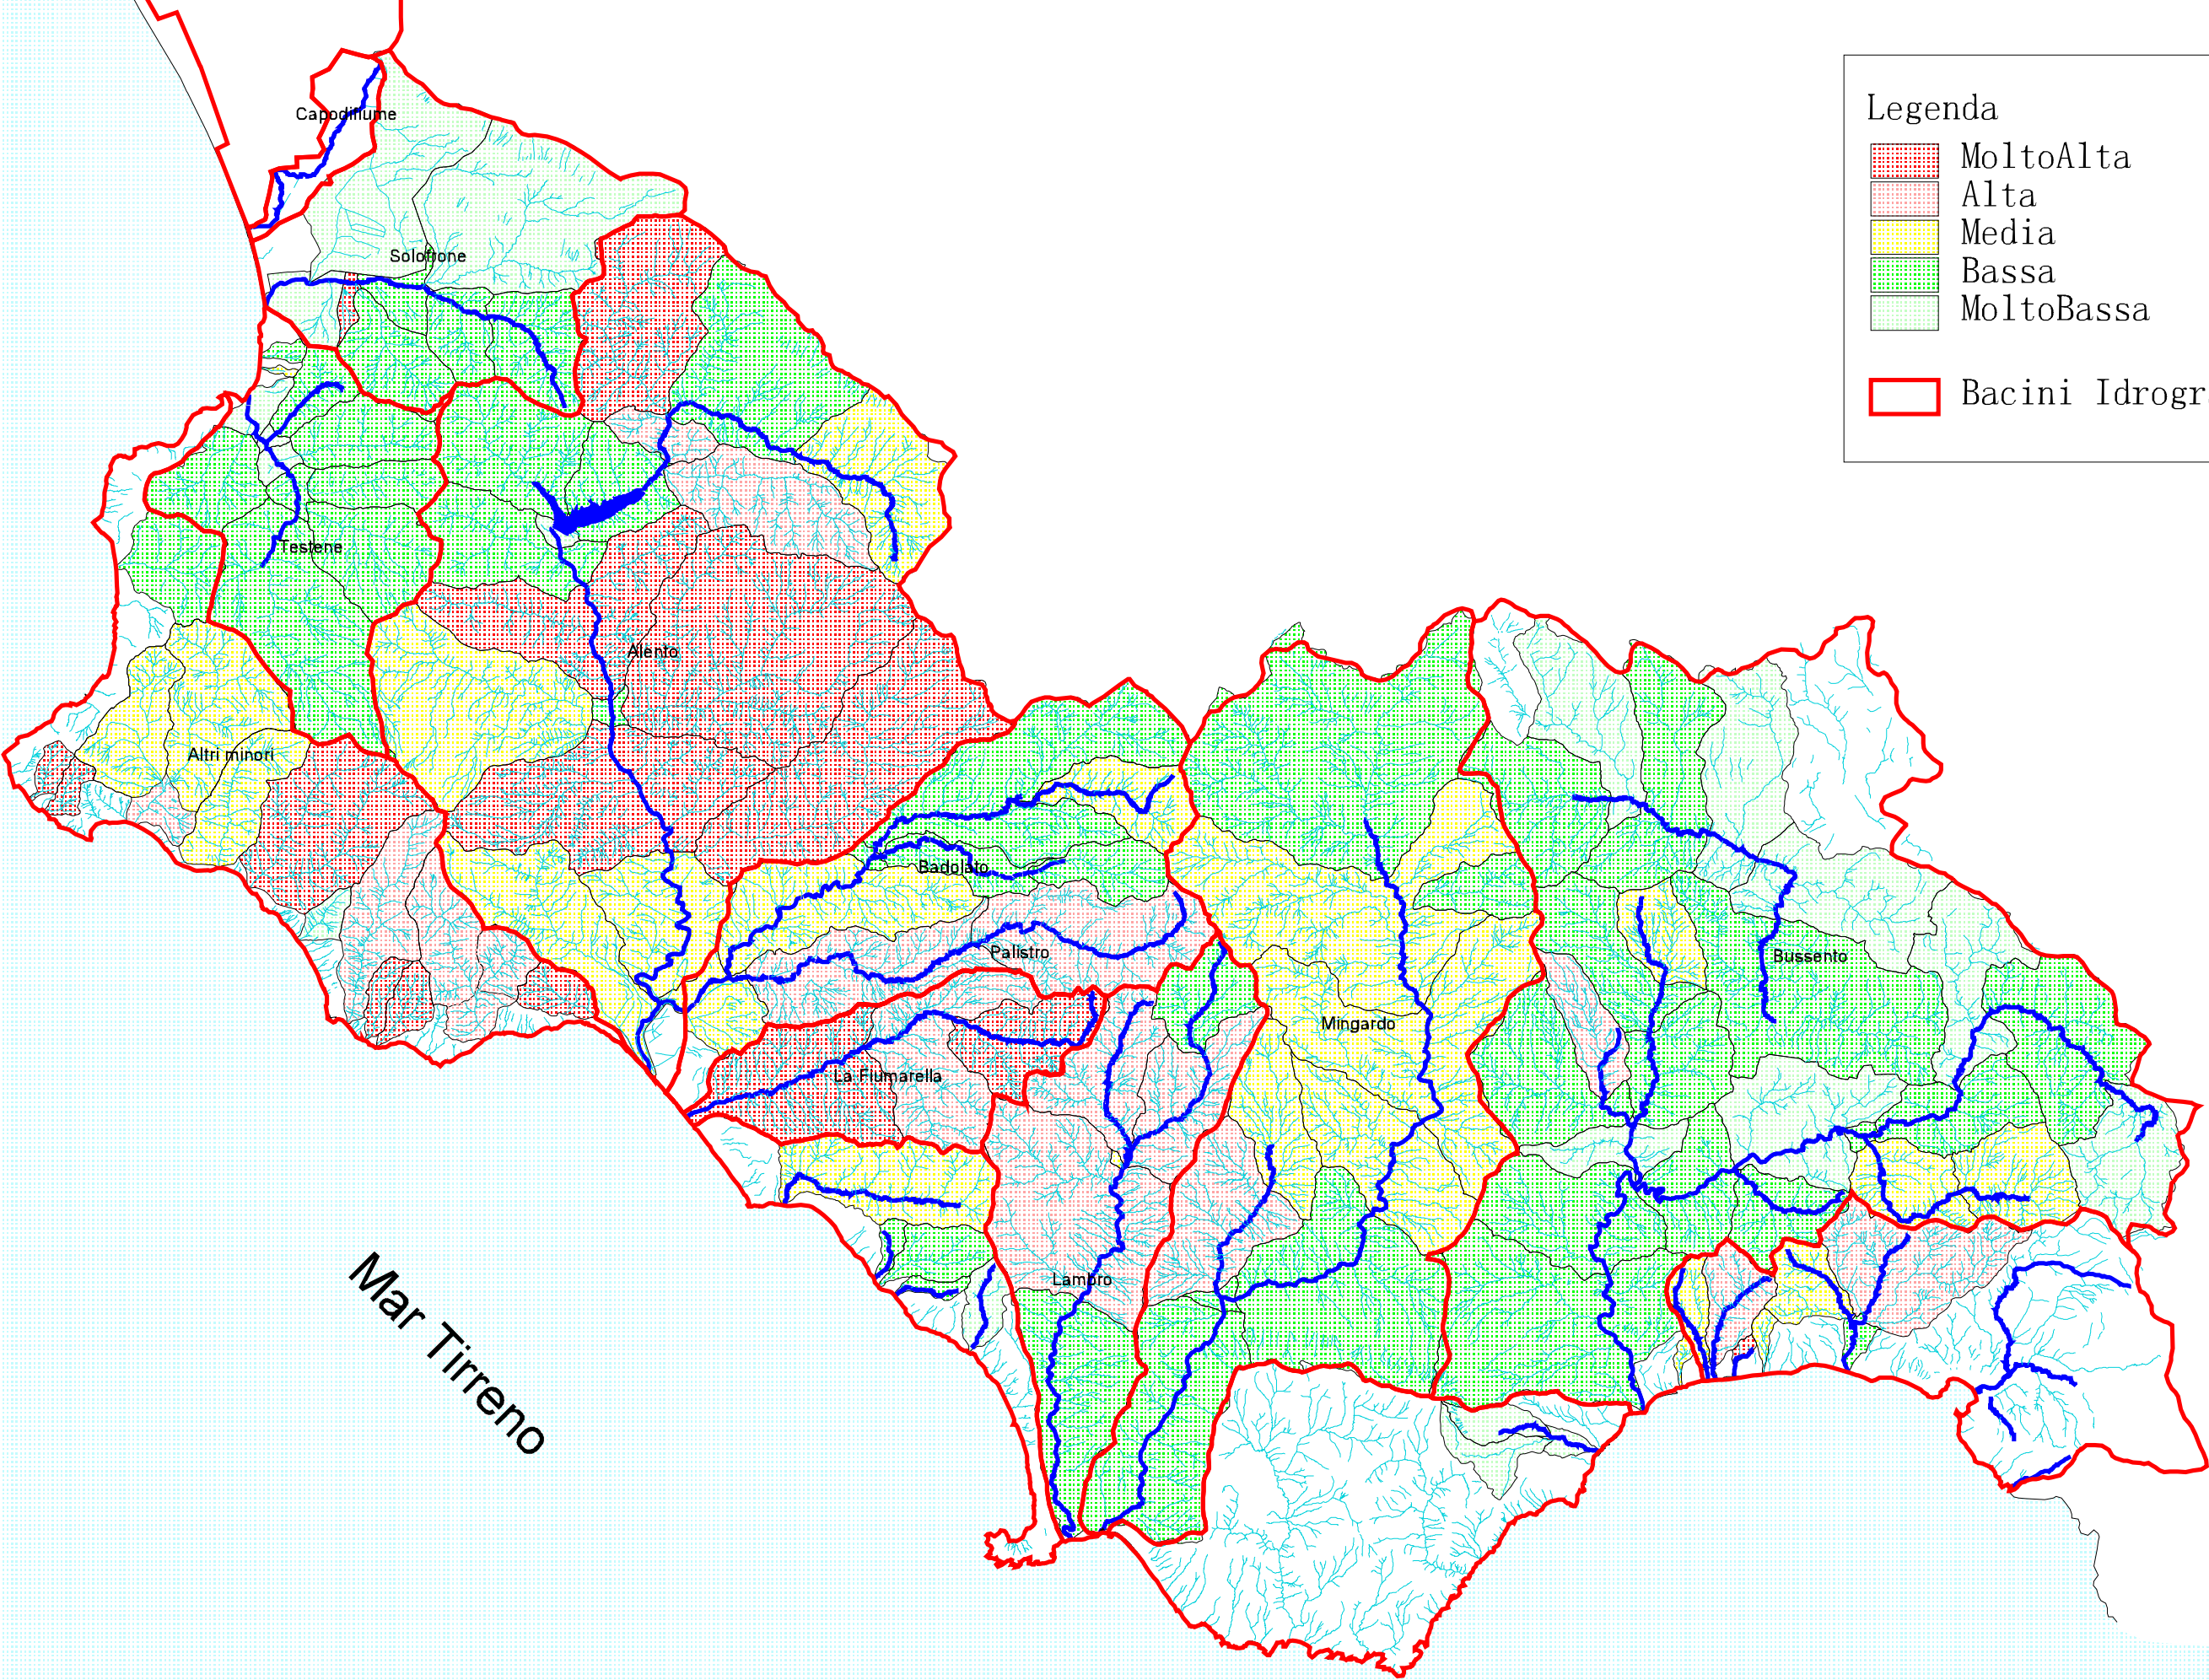 Capodifiume
Legenda
MoltoAlta
Alta
Media
Solofrone
Bassa
MoltoBassa
Bacini Idrogr
Testene
Alento
Altri minori
Badolato
Palistro
Bussento
Mingardo
La Fiumarella
Lambro
Mar Tirreno